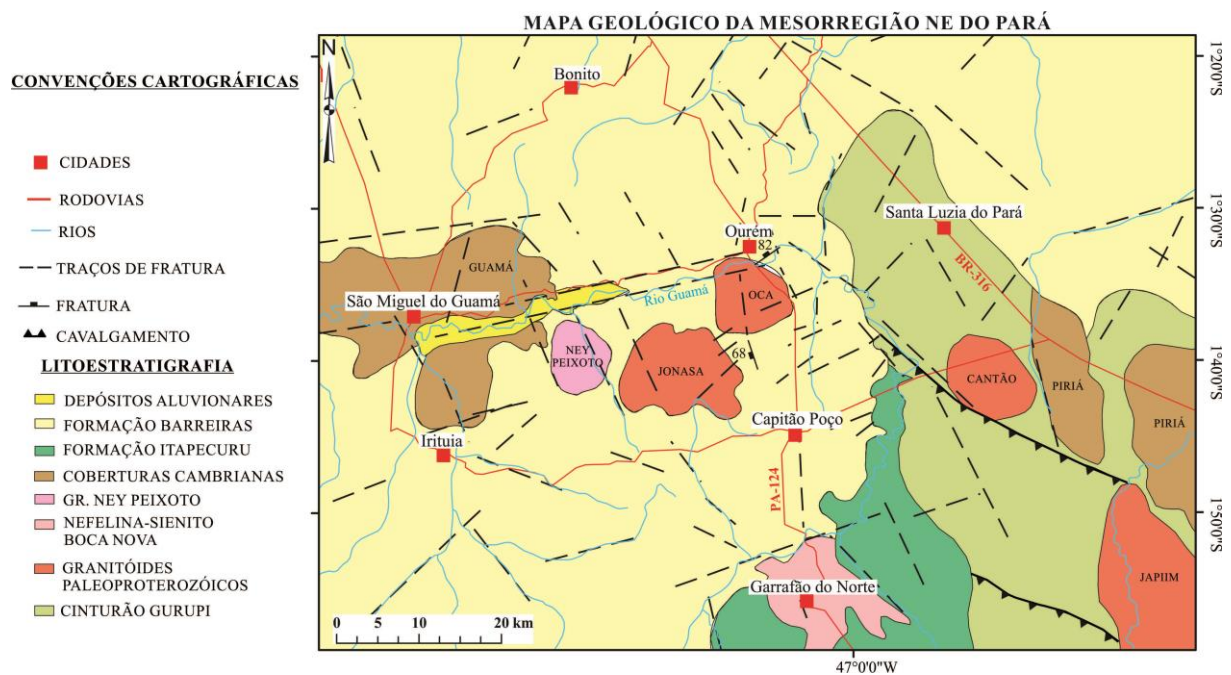 MAPA GEOLÓGICO DA MESORREGIÃO NE DO PARÁ
CONVENÇÕES CARTOGRÁFICAS
CIDADES
RODOVIAS
RIOS
TRAÇOS DE FRATURA
FRATURA
CAVALGAMENTO
LITOESTRATIGRAFIA
DEPÓSITOS ALUVIONARES
FORMAÇÃO BARREIRAS
FORMAÇÃO ITAPECURU
COBERTURAS CAMBRIANAS
GR. NEY PEIXOTO
NEFELINA-SIENITO
BOCA NOVA
GRANITÓIDES
PALEOPROTEROZÓICOS
CINTURÃO GURUPI
N
Bonito
1°20'0"S
1°30'0"S
Santa Luzia do Pará
Ourém
82
GUAMÁ
BR-316
São Miguel do Guamá
Rio Guamá
OCA
NEY
PEIXOTO
68
JONASA
CANTÃO
PIRIÁ
1°40'0"S
PIRIÁ
Capitão Poço
Irituia
PA-124
1°50'0"S
Garrafão do Norte
JAPIIM
0 10 20 km
47°0'0"W